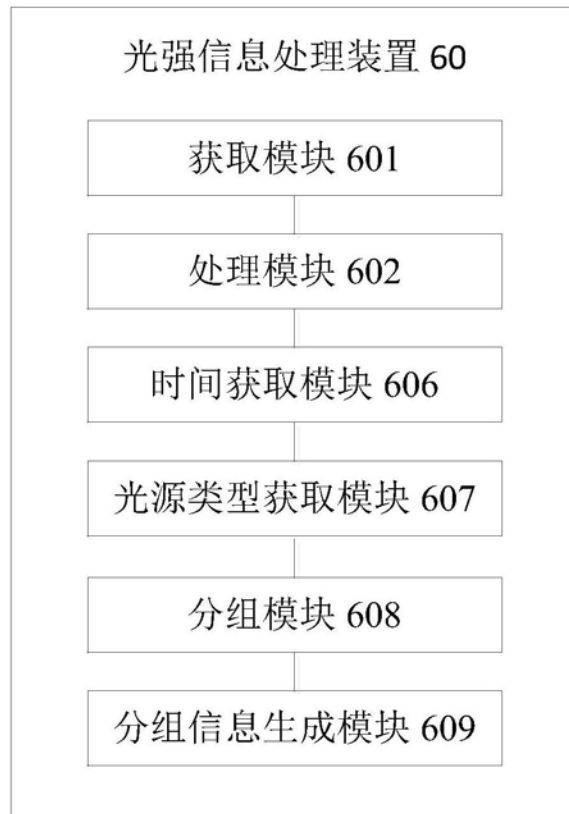 光强信息处理装置 60
获取模块 601
处理模块 602
时间获取模块 606
光源类型获取模块 607
分组模块 608
分组信息生成模块 609